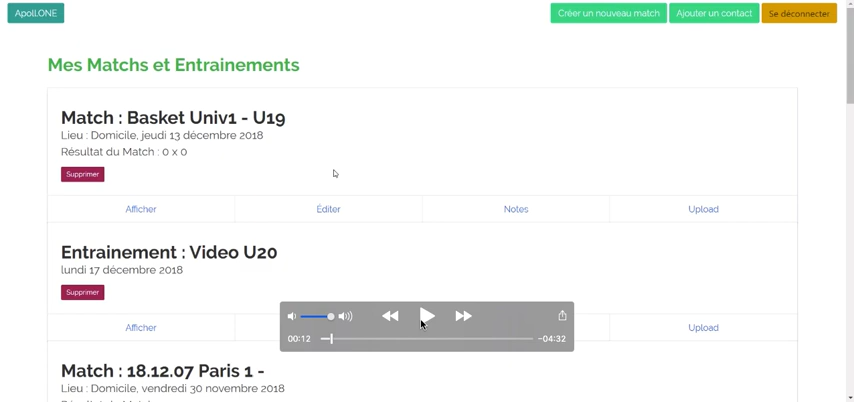 Apoll.ONE
Créer un nouveau match
Ajouter un contact
Se déconnecter
Mes Matchs et Entrainements
Match : Basket Univ1 - U19
Lieu : Domicile, jeudi 13 décembre 2018
Résultat du Match : 0 x 0
Supprimer
Afficher
Éditer
Notes
Upload
Entrainement : Video U20
lundi 17 décembre 2018
Supprimer
Afficher
Upload
00:12
-04:32
Match : 18.12.07 Paris 1 -
Lieu : Domicile, vendredi 30 novembre 2018